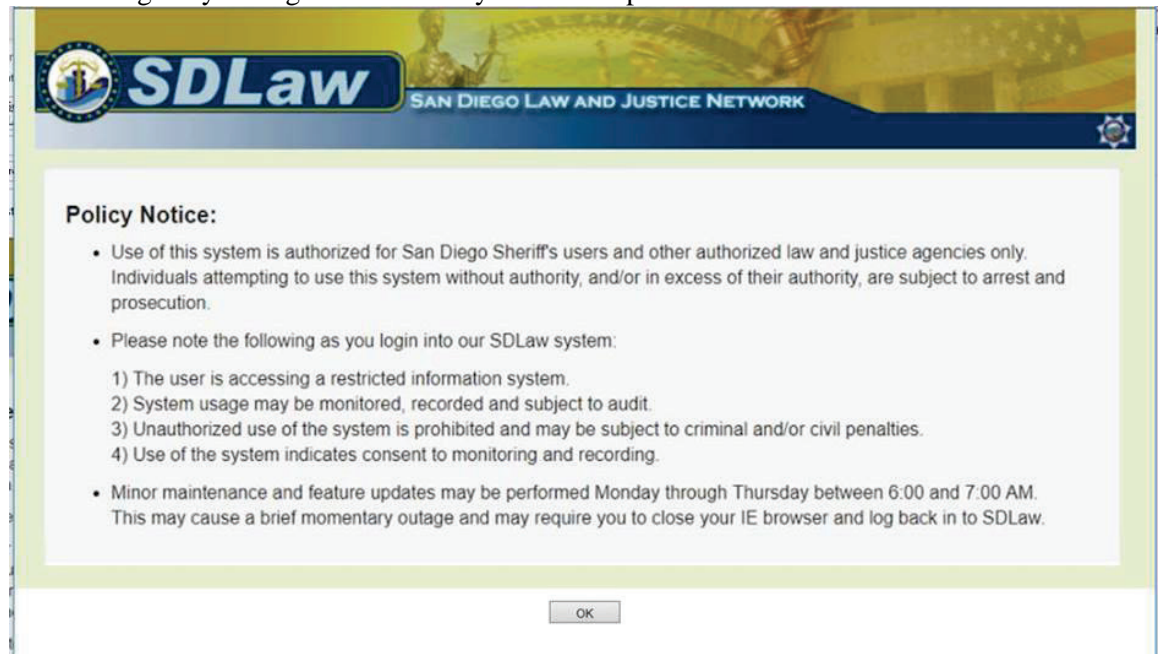 SDLaw
SAN DIEGO LAW AND JUSTICE NETWORK
Policy Notice:
• Use of this system is authorized for San Diego Sheriff's users and other authorized law and justice agencies only.
Individuals attempting to use this system without authority, and/or in excess of their authority, are subject to arrest and
prosecution.
• Please note the following as you login into our SDLaw system:
1) The user is accessing a restricted information system.
2) System usage may be monitored, recorded and subject to audit.
3) Unauthorized use of the system is prohibited and may be subject to criminal and/or civil penalties.
4) Use of the system indicates consent to monitoring and recording.
• Minor maintenance and feature updates may be performed Monday through Thursday between 6:00 and 7:00 AM.
This may cause a brief momentary outage and may require you to close your IE browser and log back in to SDLaw.
OK